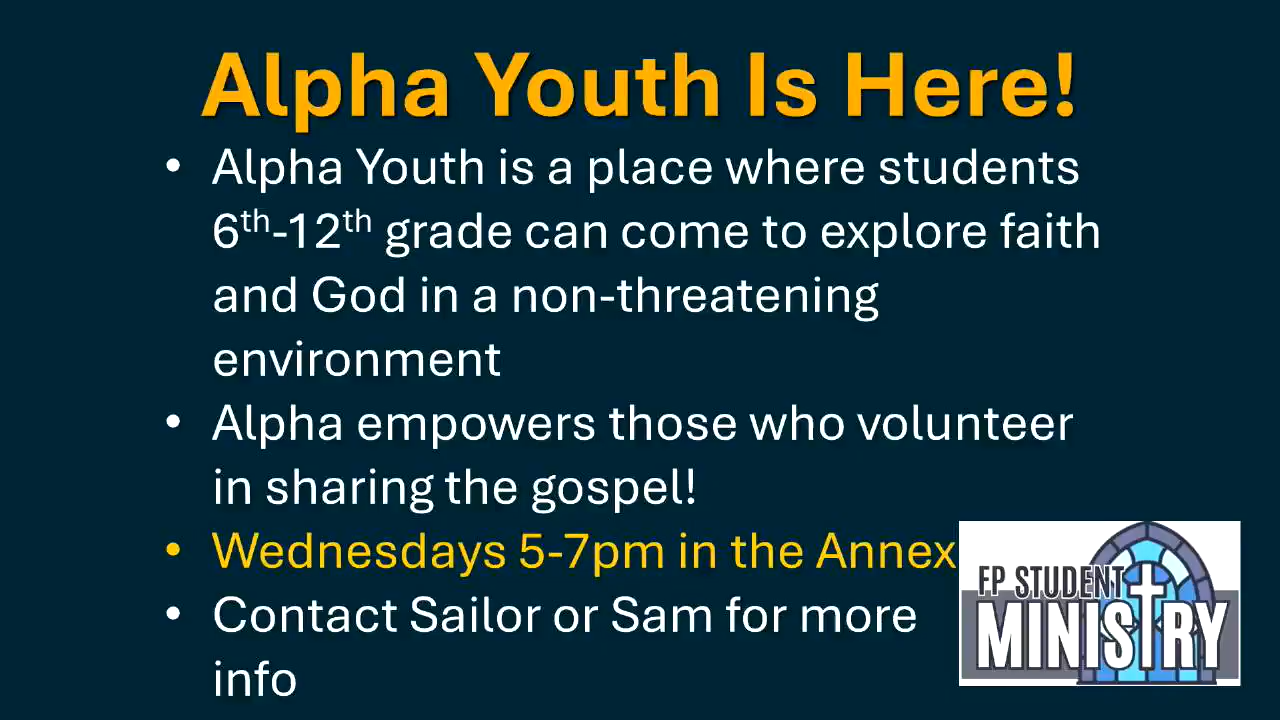 Alpha Youth Is Here!
• Alpha Youth is a place where students
6th-12th grade can come to explore faith
and God in a non-threatening
environment
• Alpha empowers those who volunteer
in sharing the gospel!
• Wednesdays 5-7pm in the Annex
• Contact Sailor or Sam for more
info
FP STUDENT
MINISTRY